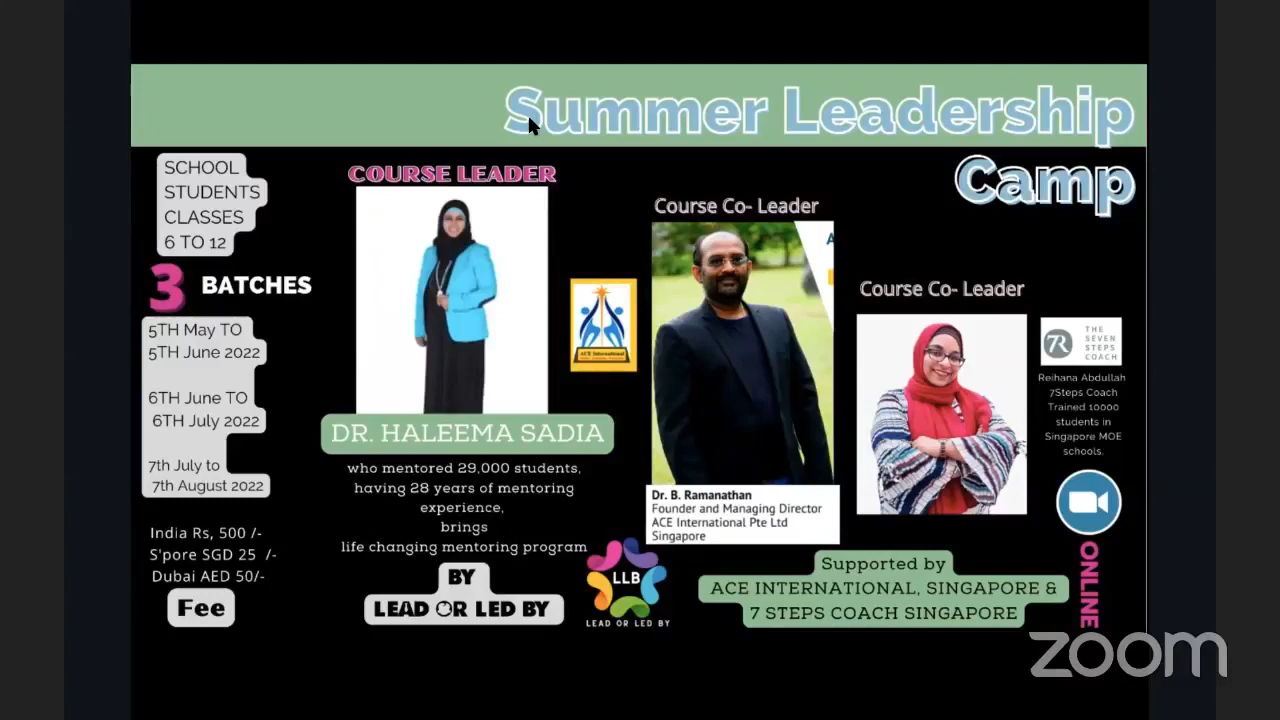 Summer Leadership
Camp
SCHOOL
STUDENTS
CLASSES
6 TO 12
3 BATCHES
5TH May TO
5TH June 2022
6TH June TO
6TH July 2022
7th July to
7th August 2022
India Rs, 500 /-
S'pore SGD 25 /-
Dubai AED 50/-
Fee
COURSE LEADER
DR. HALEEMA SADIA
who mentored 29,000 students,
having 28 years of mentoring
experience,
brings
life changing mentoring program
BY
LEAD OR LED BY
ACE International
LLB
LEAD OR LED BY
Course Co- Leader
A
Dr. B. Ramanathan
Founder and Managing Director
ACE International Pte Ltd
Singapore
Course Co- Leader
7R
THE
SEVEN
STEPS
COACH
Reihana Abdullah
7Steps Coach
Trained 10000
students in
Singapore MOE
schools.
ONLINE
Supported by
ACE INTERNATIONAL, SINGAPORE &
7 STEPS COACH SINGAPORE
zoom